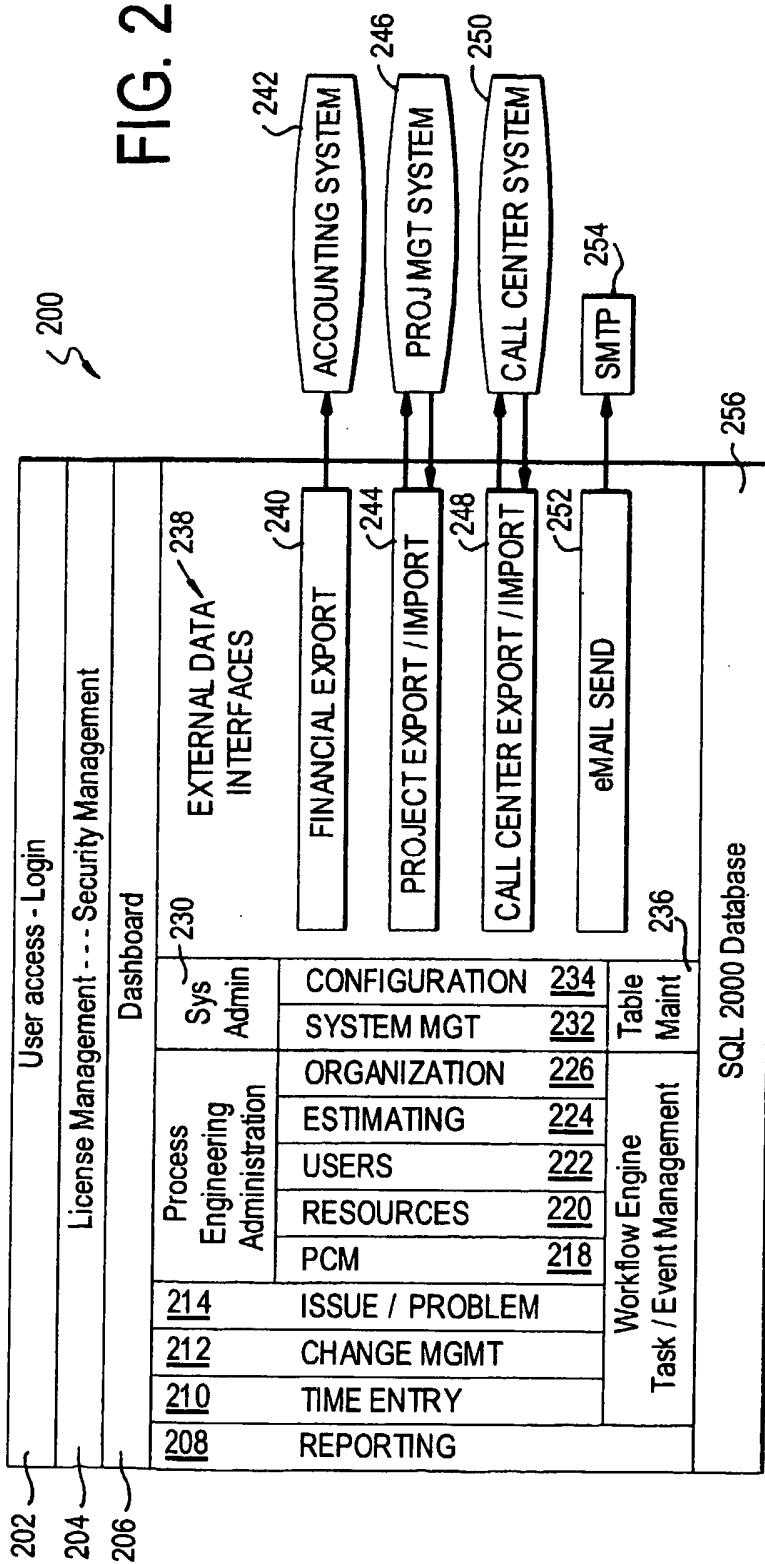 FIG. 2
200
202
User access - Login
204
License Management - - - Security Management
206
Dashboard
208
REPORTING
210
TIME ENTRY
212
CHANGE MGMT
214
ISSUE / PROBLEM
Process
Engineering
Administration
PCM
218
RESOURCES
220
USERS
222
ESTIMATING
224
ORGANIZATION
226
Workflow Engine
Task / Event Management
Sys
Admin
230
SYSTEM MGT
232
CONFIGURATION
234
Table
Maint
236
EXTERNAL DATA
INTERFACES
238
FINANCIAL EXPORT
240
ACCOUNTING SYSTEM
242
PROJECT EXPORT / IMPORT
244
PROJ MGT SYSTEM
246
CALL CENTER EXPORT / IMPORT
248
CALL CENTER SYSTEM
250
eMAIL SEND
252
SMTP
254
SQL 2000 Database
256